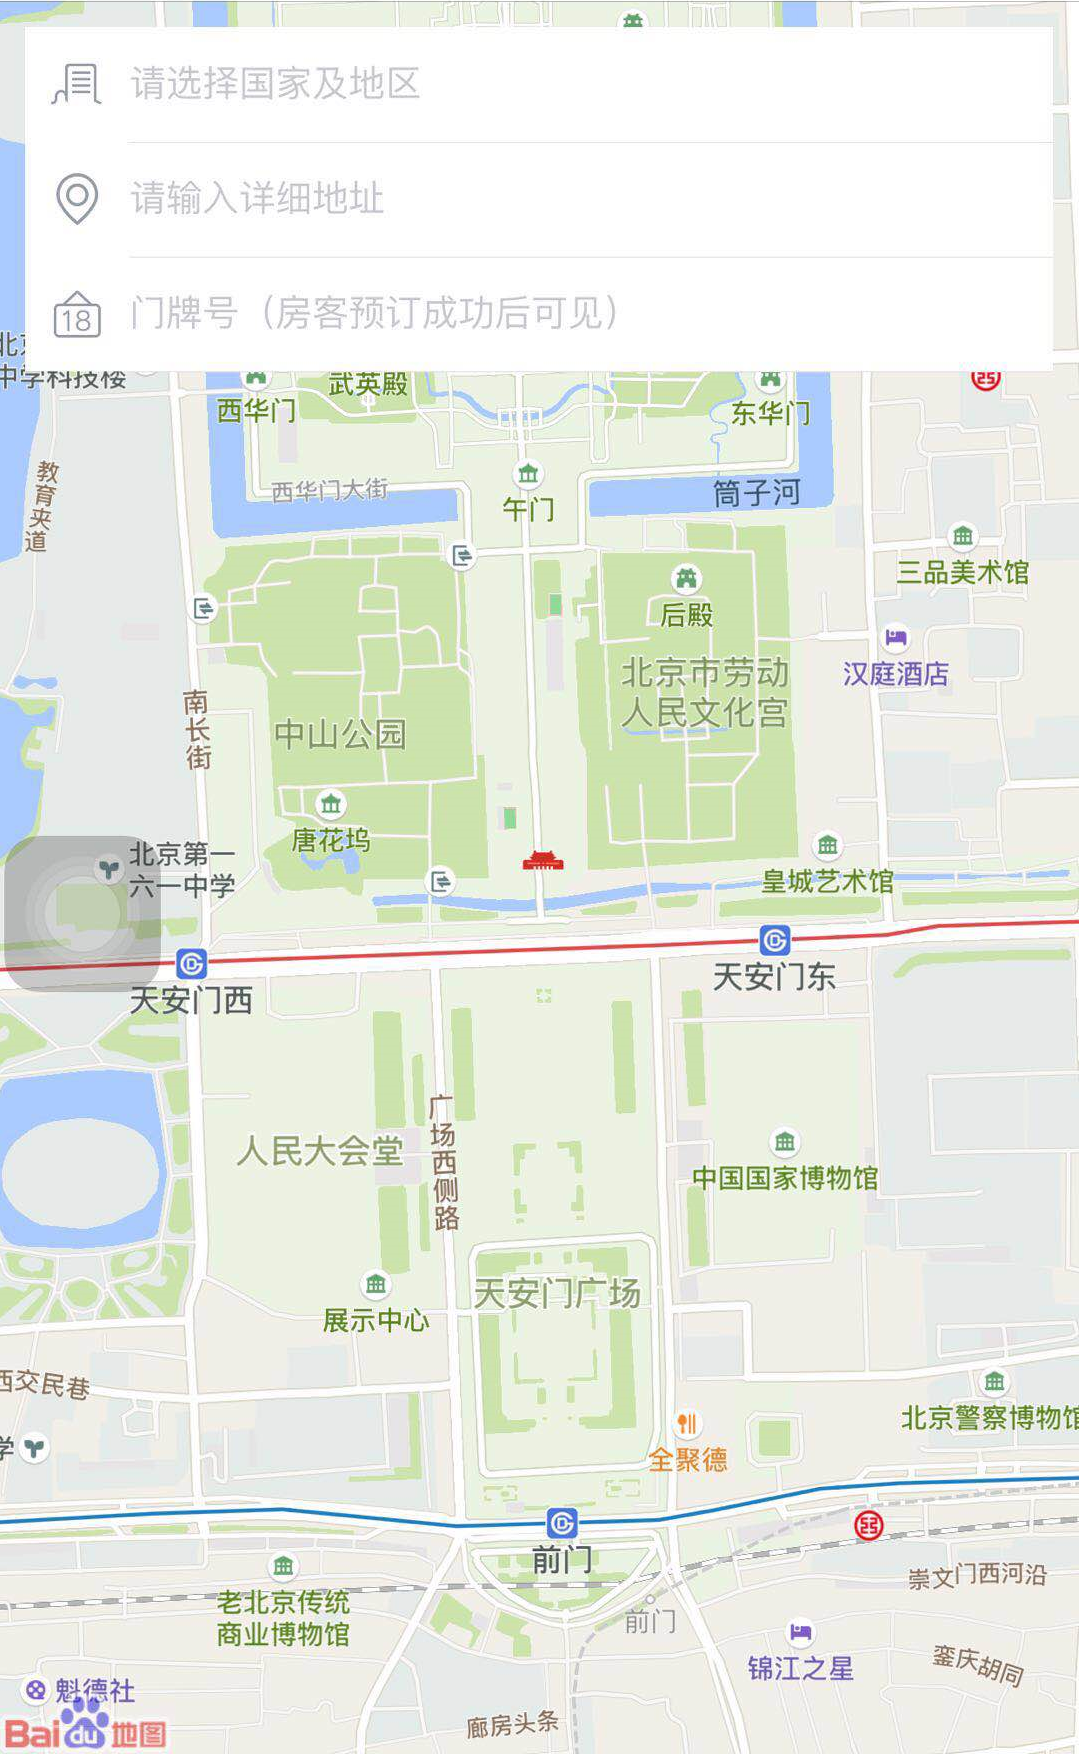 请选择国家及地区
请输入详细地址
18
门牌号（房客预订成功后可见）
中学科技楼
武英殿
西华门
东华门
西华门大街
筒子河
午门
教育夹道
三品美术馆
后殿
北京市劳动
人民文化宫
汉庭酒店
南长街
中山公园
唐花坞
北京第一
六一中学
皇城艺术馆
天安门西
天安门东
人民大会堂
广场西侧路
中国国家博物馆
天安门广场
展示中心
西交民巷
北京警察博物馆
学
全聚德
前门
老北京传统
商业博物馆
崇文门西河沿
前门
锦江之星
銮庆胡同
魁德社
廊房头条
Bai du 地图